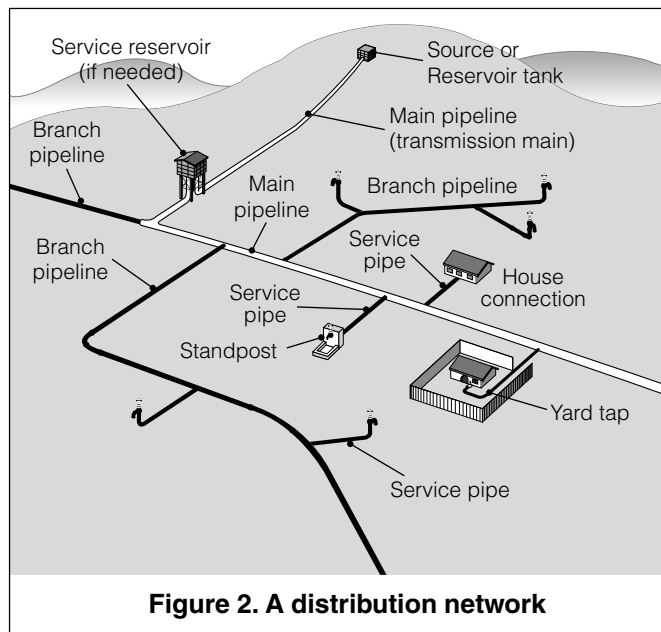 Service reservoir
(if needed)
Source or
Reservoir tank
Main pipeline
(transmission main)
Branch
pipeline
Main
pipeline
Branch pipeline
Branch
pipeline
Service
pipe
House
connection
Service
pipe
Standpost
Yard tap
Service pipe
Figure 2. A distribution network